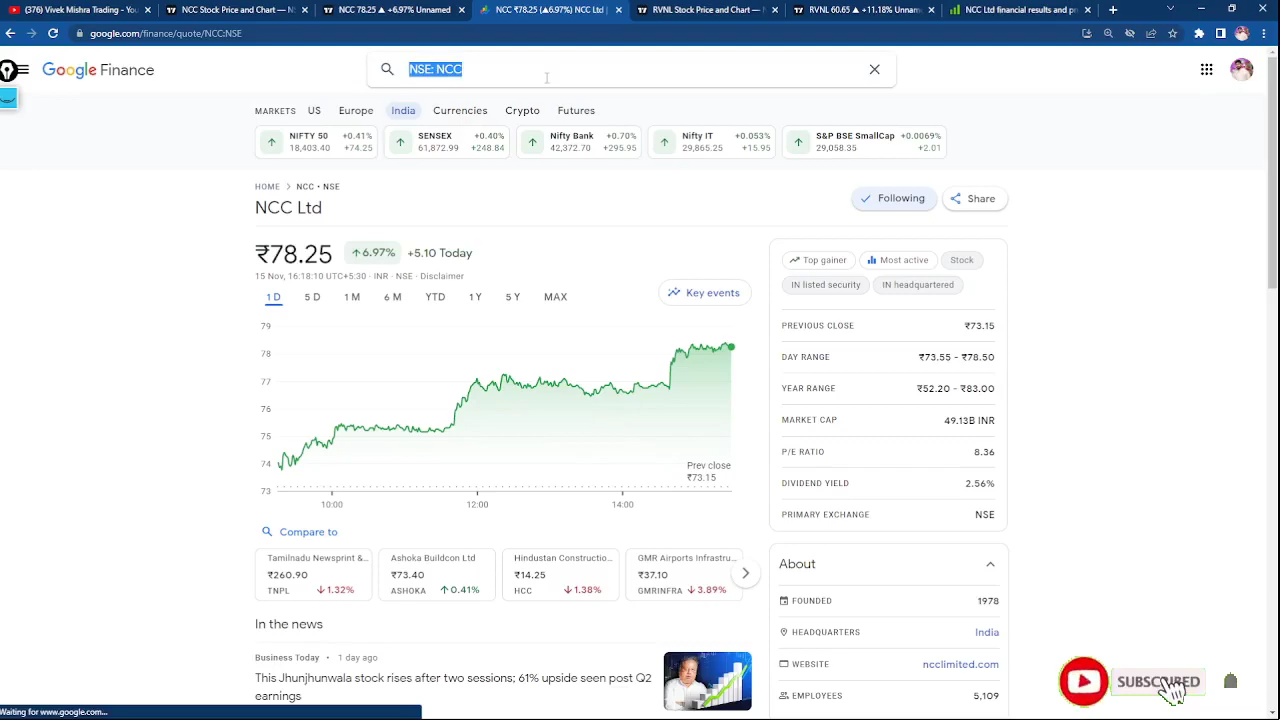 (376) Vivek Mishra Trading - You
NCC Stock Price and Chart — NS
NCC 78.25 ▲ +6.97% Unnamed
NCC ₹78.25 (▲6.97%) NCC Ltd |
RVNL Stock Price and Chart — N
RVNL 60.65 ▲ +11.18% Unnam
NCC Ltd financial results and p
google.com/finance/quote/NCC:NSE
Google Finance
NSE: NCC
MARKETS US Europe India Currencies Crypto Futures
NIFTY 50 +0.41%
18,403.40 +74.25
SENSEX +0.40%
61,872.99 +248.84
Nifty Bank +0.70%
42,372.70 +295.95
Nifty IT +0.053%
29,865.25 +15.95
S&P BSE SmallCap +0.0069%
29,058.35 +2.01
HOME > NCC • NSE
NCC Ltd
Following
Share
₹78.25 ↑6.97% +5.10 Today
15 Nov, 16:18:10 UTC+5:30 · INR · NSE · Disclaimer
1 D 5 D 1 M 6 M YTD 1 Y 5 Y MAX
Key events
79
78
77
76
75
74
73
Prev close
₹73.15
10:00 12:00 14:00
Compare to
Tamilnadu Newsprint &...
₹260.90
TNPL ↓1.32%
Ashoka Buildcon Ltd
₹73.40
ASHOKA ↑0.41%
Hindustan Constructio...
₹14.25
HCC ↓1.38%
GMR Airports Infrastru...
₹37.10
GMRINFRA ↓3.89%
In the news
Business Today • 1 day ago
This Jhunjhunwala stock rises after two sessions; 61% upside seen post Q2
earnings
Top gainer Most active Stock
IN listed security IN headquartered
PREVIOUS CLOSE ₹73.15
DAY RANGE ₹73.55 - ₹78.50
YEAR RANGE ₹52.20 - ₹83.00
MARKET CAP 49.13B INR
P/E RATIO 8.36
DIVIDEND YIELD 2.56%
PRIMARY EXCHANGE NSE
About
FOUNDED 1978
HEADQUARTERS India
WEBSITE ncclimited.com
EMPLOYEES 5,109
SUBSCRIBED
Waiting for www.google.com...